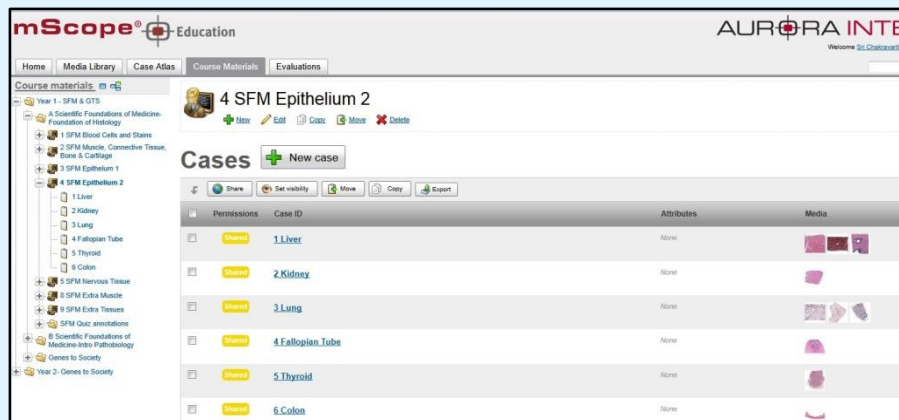 mScope® Education
AURORA INTE
Welcome Sri Chakravart
Home Media Library Case Atlas Course Materials Evaluations
Course materials
Year 1 - SFM & GTS
A Scientific Foundations of Medicine-
Foundation of Histology
1 SFM Blood Cells and Stains
2 SFM Muscle, Connective Tissue,
Bone & Cartilage
3 SFM Epithelum 1
4 SFM Epithelium 2
1 Liver
2 Kidney
3 Lung
4 Fallopian Tube
5 Thyroid
6 Colon
5 SFM Nervous Tissue
8 SFM Extra Muscle
9 SFM Extra Tissues
SFM Quiz annotations
B Scientific Foundations of
Medicine-Intro Pathobiology
Genes to Society
Year 2- Genes to Society
4 SFM Epithelium 2
New Edit Copy Move Delete
Cases New case
Share Set visibility Move Copy Export
Permissions Case ID Attributes Media
Shared 1 Liver None
Shared 2 Kidney None
Shared 3 Lung None
Shared 4 Fallopian Tube None
Shared 5 Thyroid None
Shared 6 Colon None